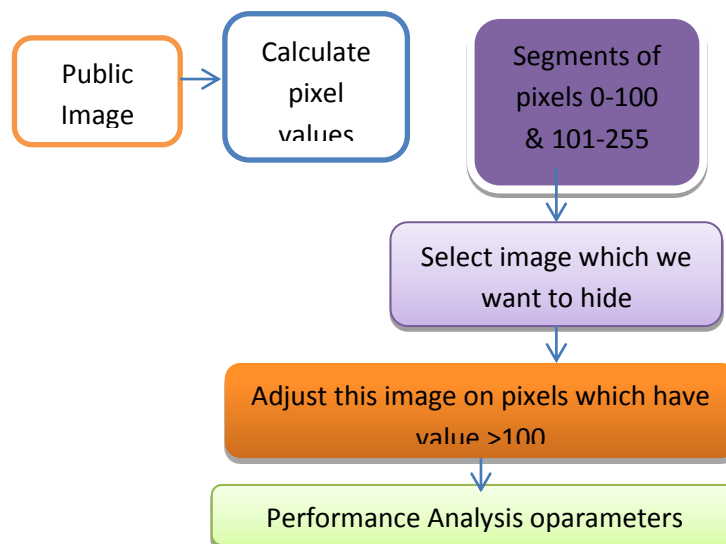 Public
Image
Calculate
pixel
values
Segments of
pixels 0-100
& 101-255
Select image which we
want to hide
Adjust this image on pixels which have
value >100
Performance Analysis oparameters